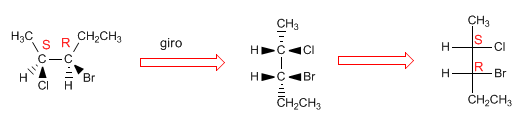 H₃C CH₂CH₃
S R
C C
H Cl H Br
giro
CH₃
H C Cl
H C Br
CH₂CH₃
CH₃
S
H Cl
R
H Br
CH₂CH₃